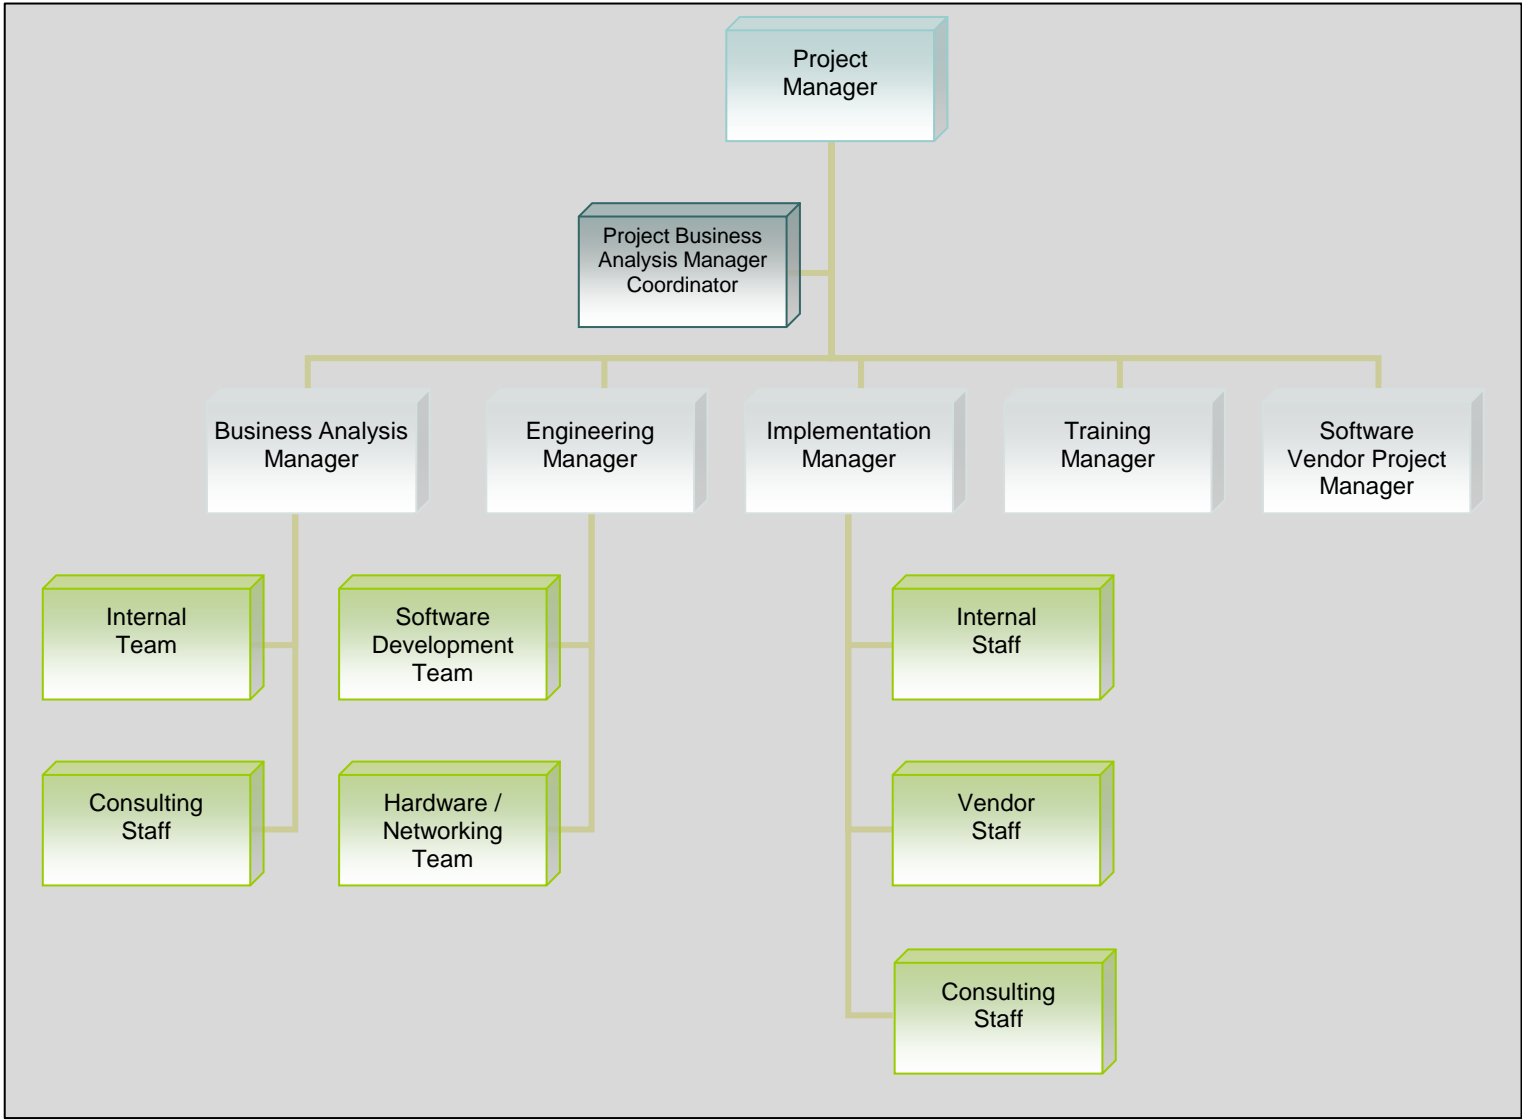 Project
Manager
Project Business
Analysis Manager
Coordinator
Business Analysis
Manager
Engineering
Manager
Implementation
Manager
Training
Manager
Software
Vendor Project
Manager
Internal
Team
Software
Development
Team
Internal
Staff
Consulting
Staff
Hardware /
Networking
Team
Vendor
Staff
Consulting
Staff